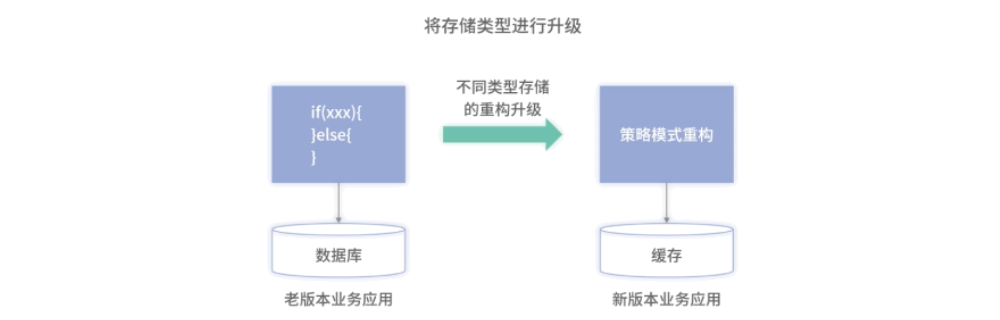 将存储类型进行升级
不同类型存储
的重构升级
if(xxx){
}else{
}
策略模式重构
数据库
缓存
老版本业务应用
新版本业务应用